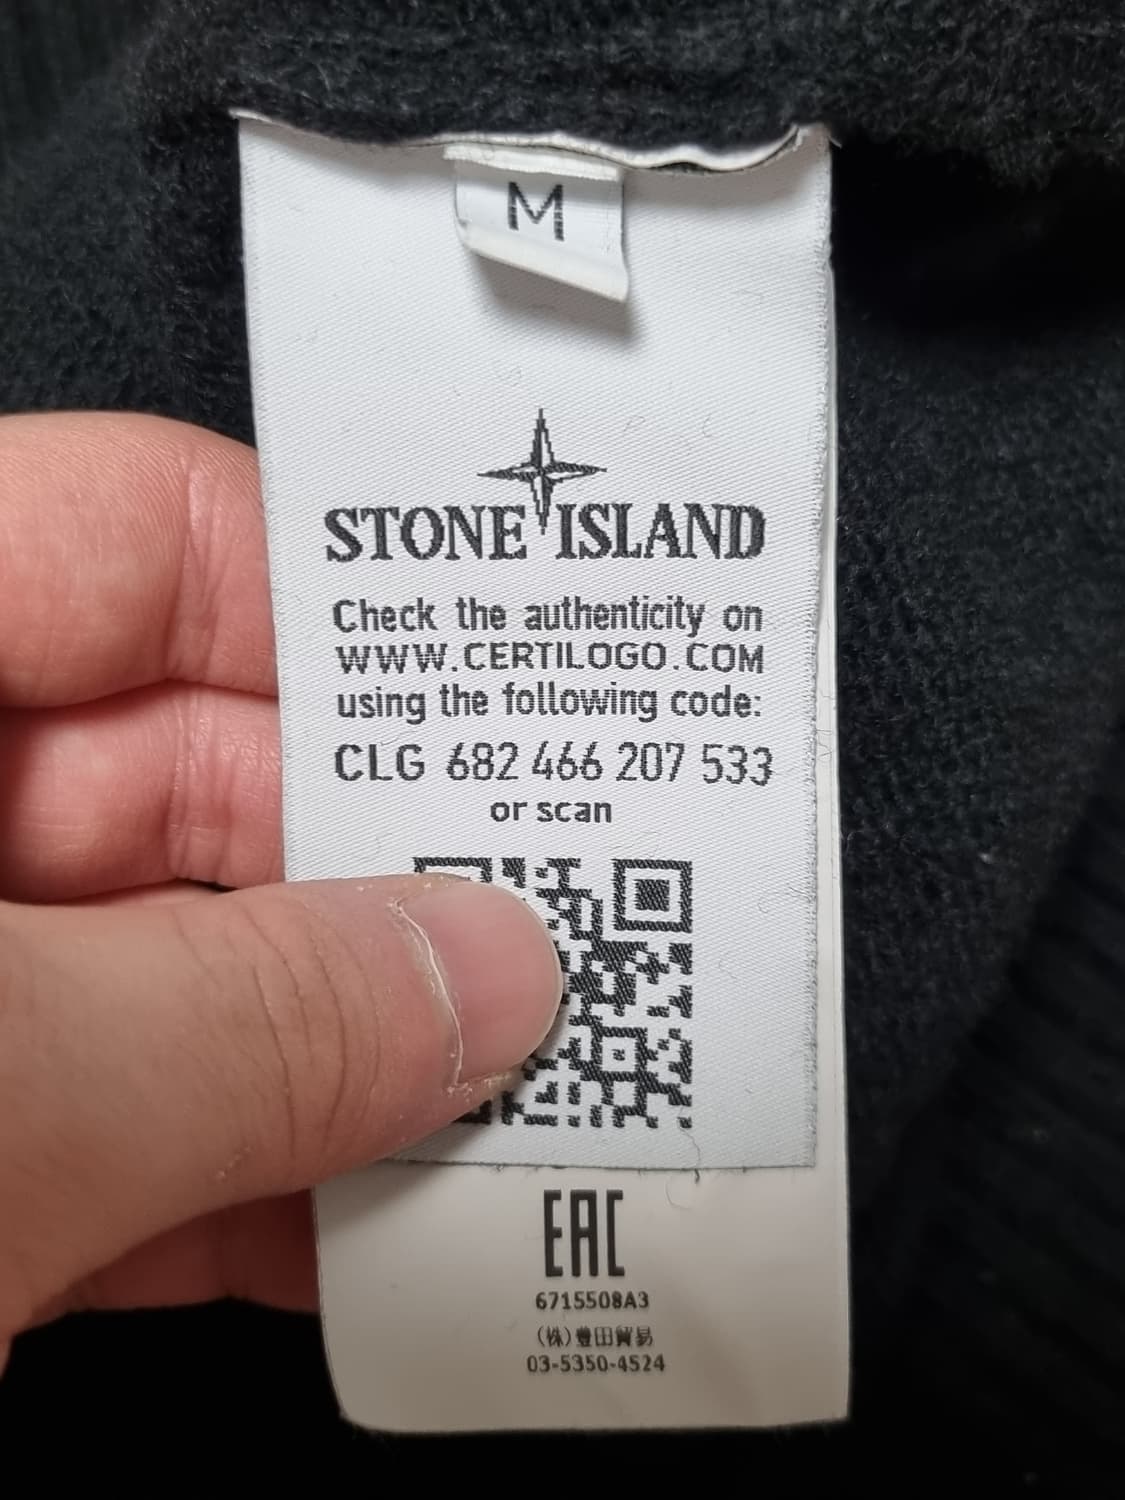 M
STONE ISLAND
Check the authenticity on
WWW.CERTILOGO.COM
using the following code:
CLG 682 466 207 533
or scan
EAC
6715508A3
(株)豊田貿易
03-5350-4524